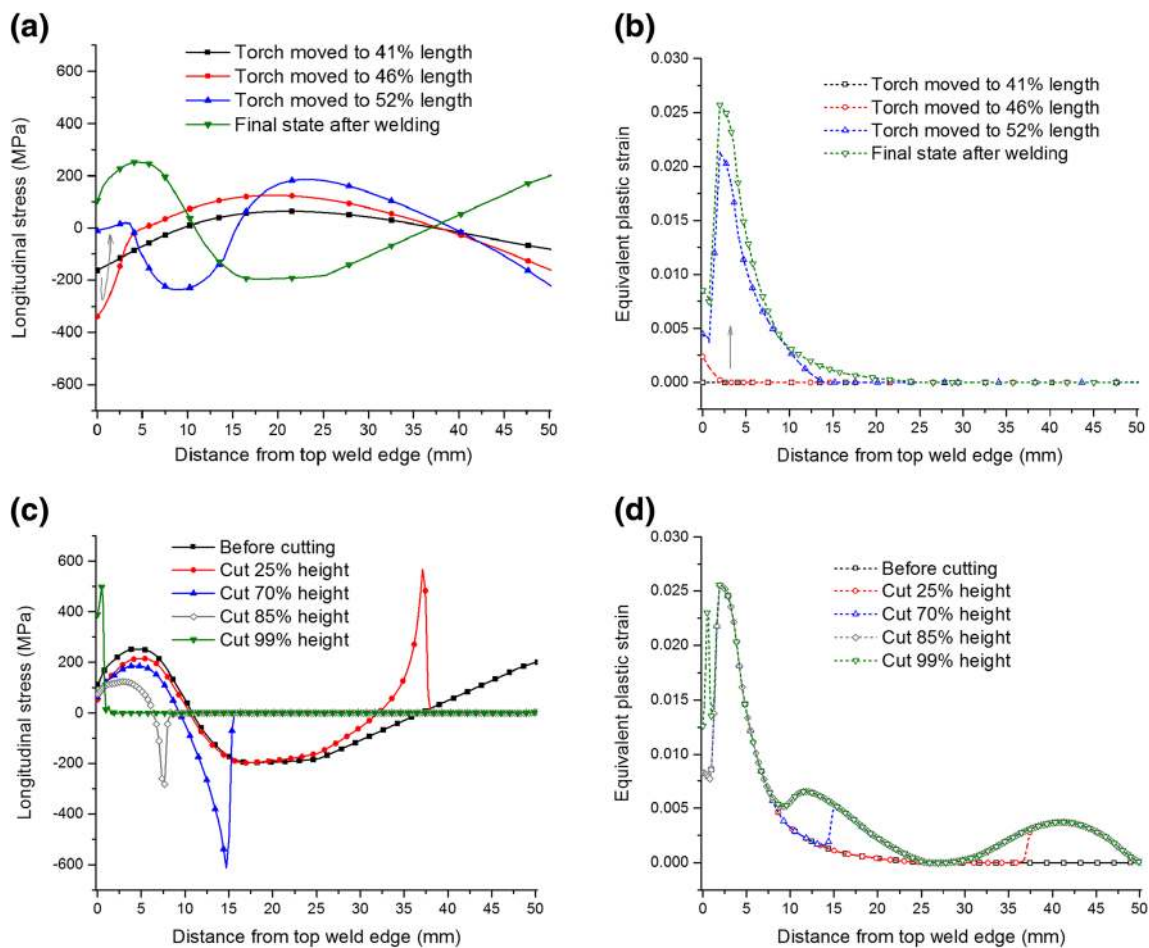 (a)
Torch moved to 41% length
Torch moved to 46% length
Torch moved to 52% length
Final state after welding
Longitudinal stress (MPa)
600
400
200
0
-200
-400
-600
0 5 10 15 20 25 30 35 40 45 50
Distance from top weld edge (mm)
(b)
Torch moved to 41% length
Torch moved to 46% length
Torch moved to 52% length
Final state after welding
Equivalent plastic strain
0.030
0.025
0.020
0.015
0.010
0.005
0.000
0 5 10 15 20 25 30 35 40 45 50
Distance from top weld edge (mm)
(c)
Before cutting
Cut 25% height
Cut 70% height
Cut 85% height
Cut 99% height
Longitudinal stress (MPa)
600
400
200
0
-200
-400
-600
0 5 10 15 20 25 30 35 40 45 50
Distance from top weld edge (mm)
(d)
Before cutting
Cut 25% height
Cut 70% height
Cut 85% height
Cut 99% height
Equivalent plastic strain
0.030
0.025
0.020
0.015
0.010
0.005
0.000
0 5 10 15 20 25 30 35 40 45 50
Distance from top weld edge (mm)